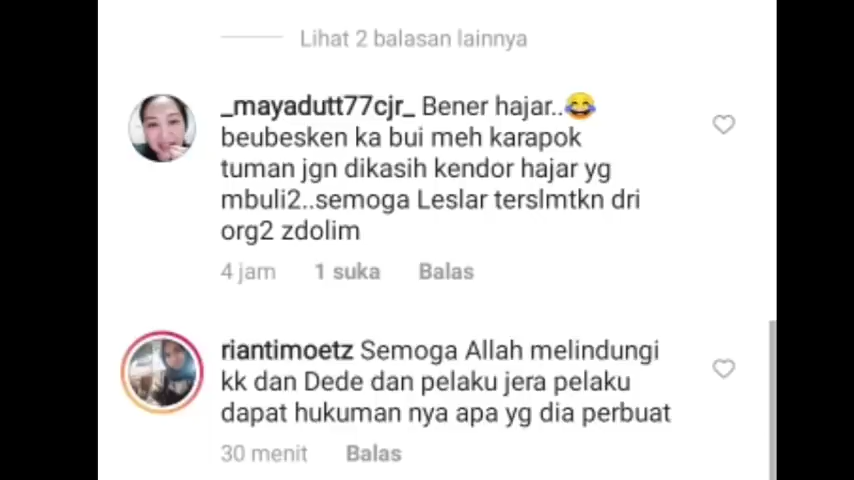 Lihat 2 balasan lainnya
_mayadutt77cjr_ Bener hajar..😂
beubesken ka bui meh karapok
tuman jgn dikasih kendor hajar yg
mbuli2..semoga Leslar terslmtkn dri
org2 zdolim
4 jam 1 suka Balas
riantimoetz Semoga Allah melindungi
kk dan Dede dan pelaku jera pelaku
dapat hukuman nya apa yg dia perbuat
30 menit Balas